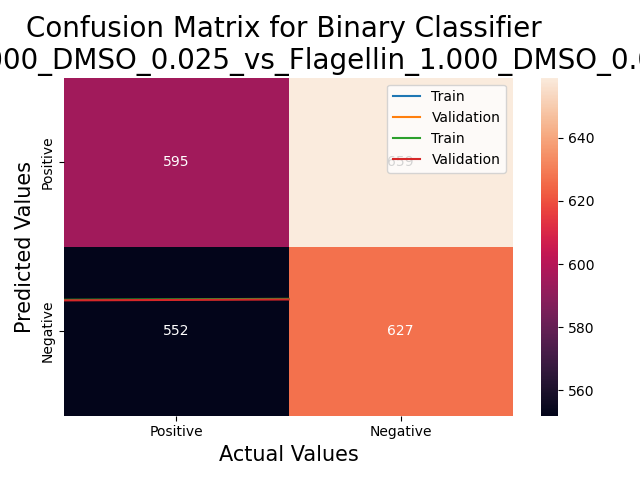 Confusion Matrix for Binary Classifier
000_DMSO_0.025_vs_Flagellin_1.000_DMSO_0.0
Train
Validation
Train
Validation
640
620
600
580
560
Predicted Values
Positive
Negative
595
659
552
627
Positive
Negative
Actual Values